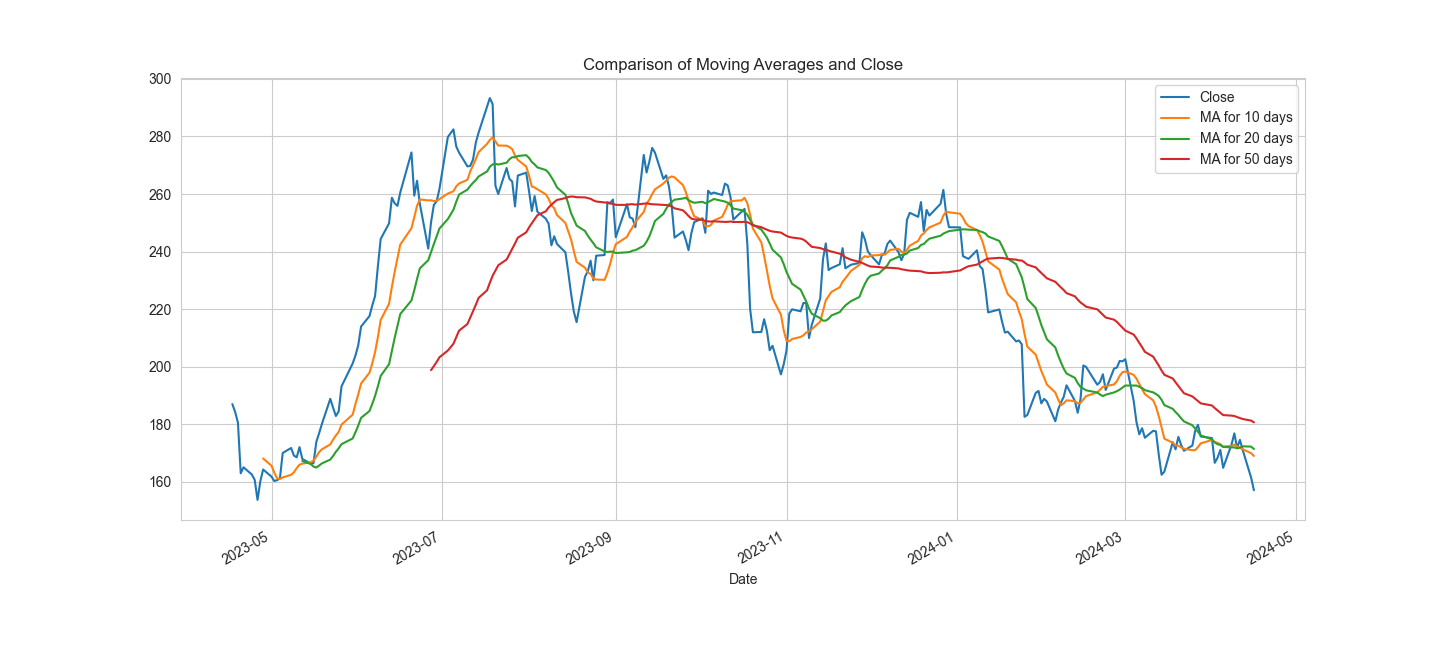 Comparison of Moving Averages and Close
300
280
260
240
220
200
180
160
Close
MA for 10 days
MA for 20 days
MA for 50 days
2023-05
2023-07
2023-09
2023-11
2024-01
2024-03
2024-05
Date